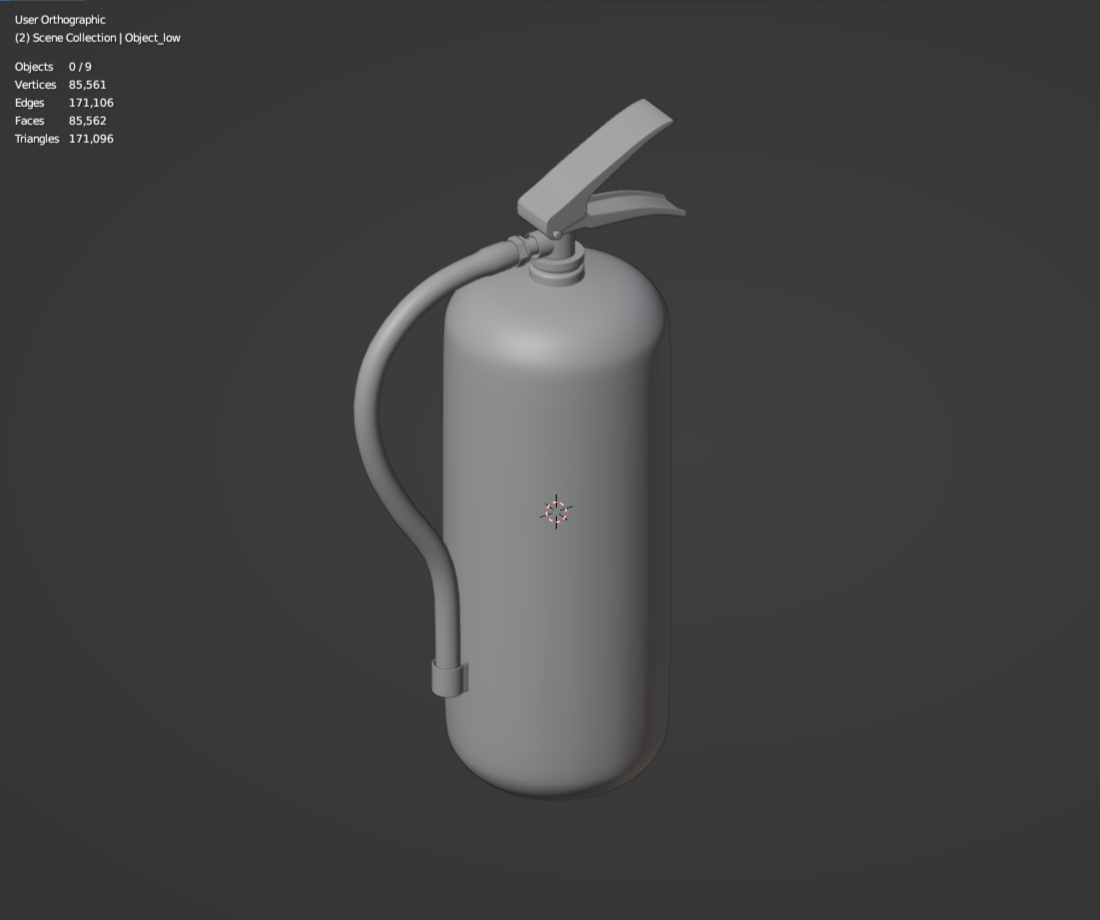 User Orthographic
(2) Scene Collection | Object_low
Objects 0 / 9
Vertices 85,561
Edges 171,106
Faces 85,562
Triangles 171,096